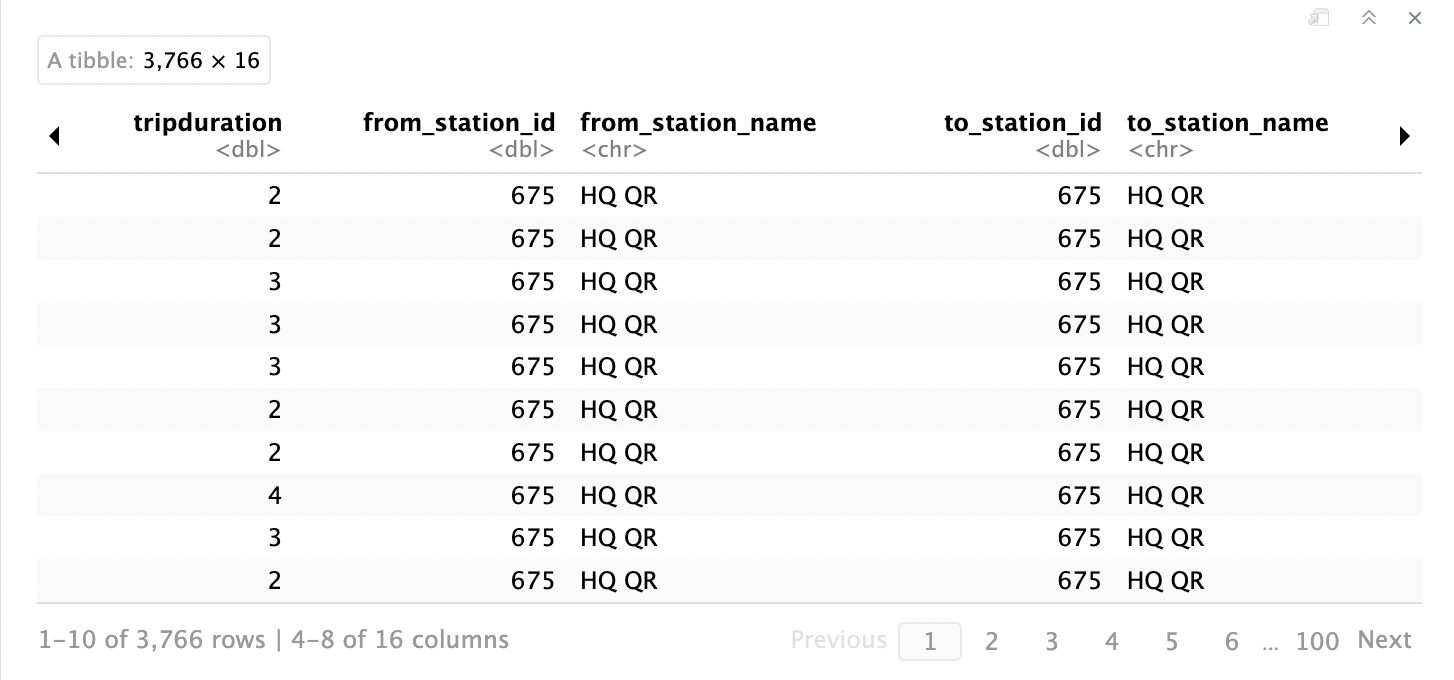 A tibble: 3,766 × 16
tripduration from_station_id from_station_name to_station_id to_station_name
<dbl> <dbl> <chr> <dbl> <chr>
2 675 HQ QR 675 HQ QR
2 675 HQ QR 675 HQ QR
3 675 HQ QR 675 HQ QR
3 675 HQ QR 675 HQ QR
3 675 HQ QR 675 HQ QR
2 675 HQ QR 675 HQ QR
2 675 HQ QR 675 HQ QR
4 675 HQ QR 675 HQ QR
3 675 HQ QR 675 HQ QR
2 675 HQ QR 675 HQ QR
1-10 of 3,766 rows | 4-8 of 16 columns Previous 1 2 3 4 5 6 ... 100 Next